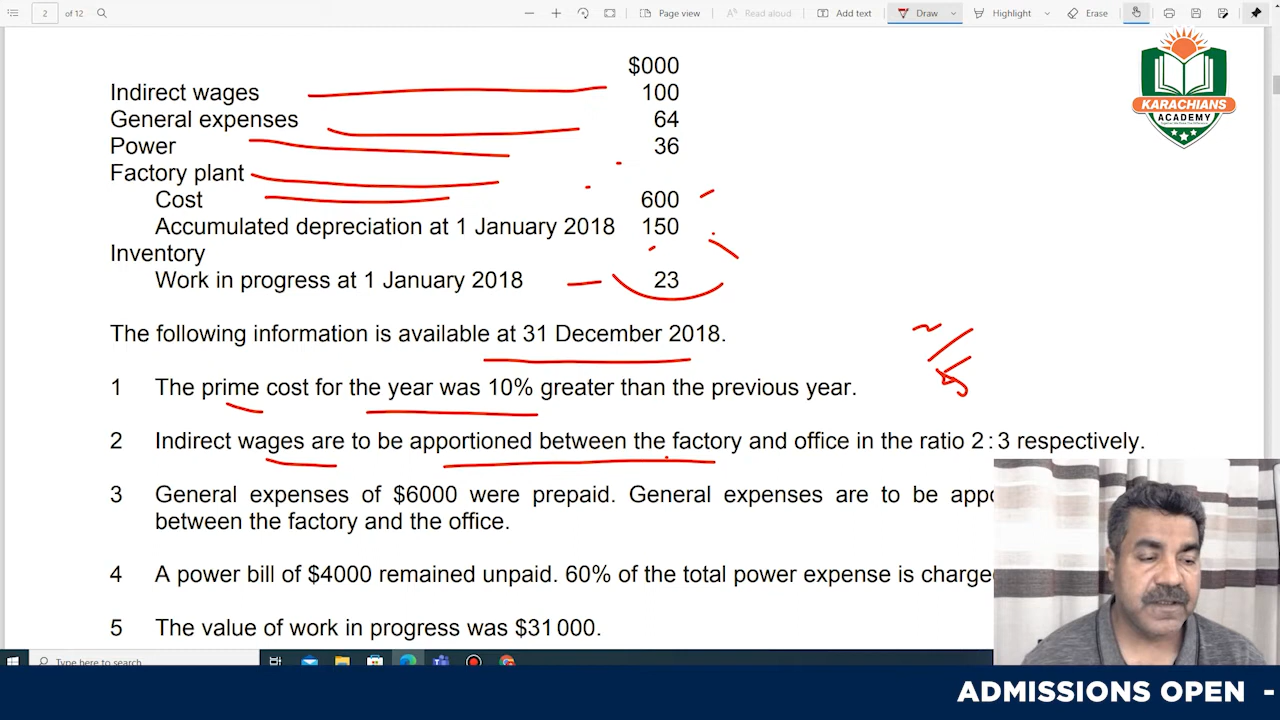 2 of 12 Page view Read aloud Add text Draw Highlight Erase
KARACHIANS
ACADEMY
$000
Indirect wages 100
General expenses 64
Power 36
Factory plant
Cost 600
Accumulated depreciation at 1 January 2018 150
Inventory
Work in progress at 1 January 2018 23
The following information is available at 31 December 2018.
1 The prime cost for the year was 10% greater than the previous year.
2 Indirect wages are to be apportioned between the factory and office in the ratio 2 : 3 respectively.
3 General expenses of $6000 were prepaid. General expenses are to be appo
between the factory and the office.
4 A power bill of $4000 remained unpaid. 60% of the total power expense is charge
5 The value of work in progress was $31 000.
Type here to search
ADMISSIONS OPEN -